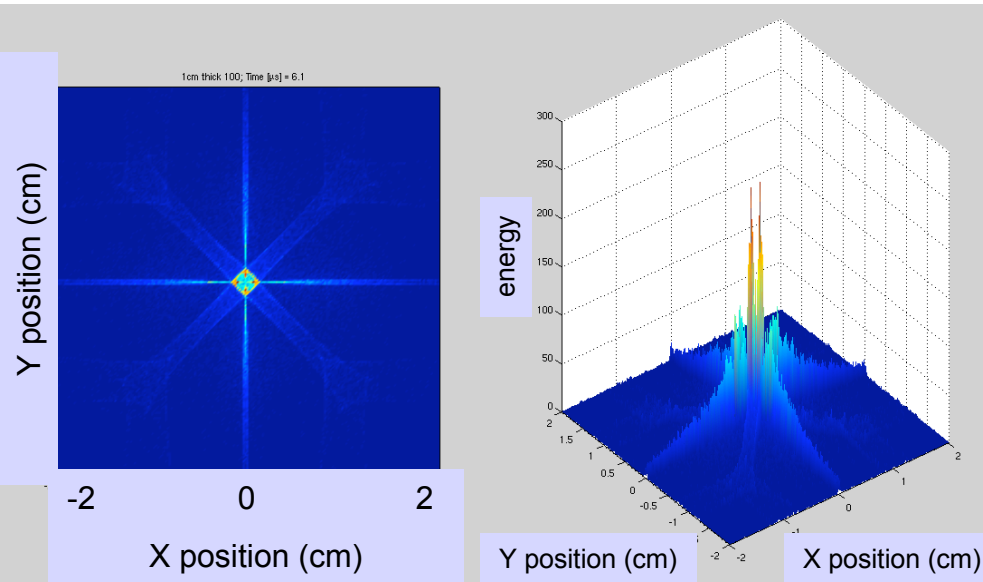 1cm thick 100; Time [μs] = 6.1
Y position (cm)
-2 0 2
X position (cm)
300
250
200
150
100
50
0
energy
2
1.5
1
0.5
0
-0.5
-1
-2
-2
-1
0
1
2
Y position (cm)
X position (cm)